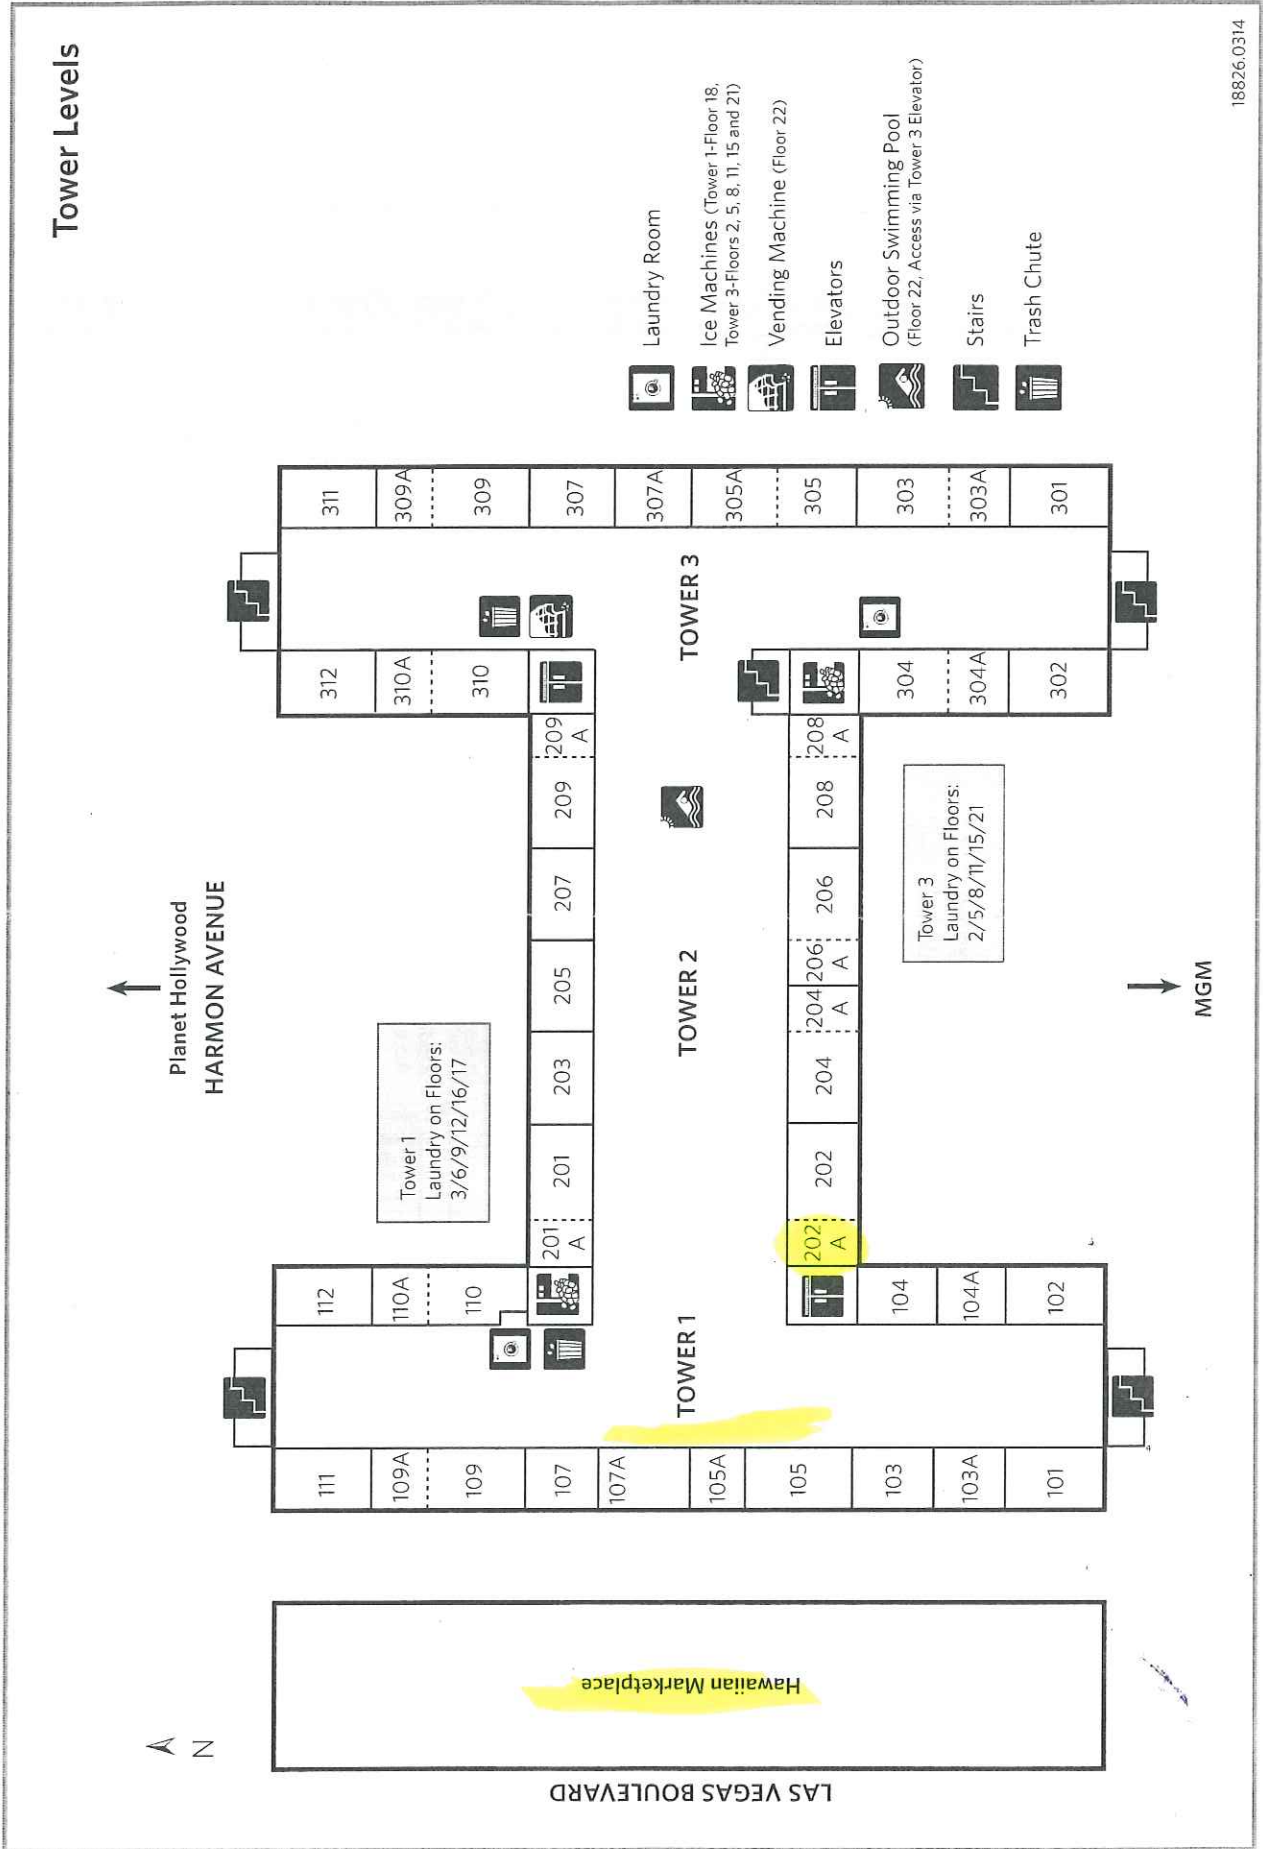 Tower Levels
Planet Hollywood
HARMON AVENUE
N
LAS VEGAS BOULEVARD
Hawaiian Marketplace
111
109A
109
107
107A
105A
105
103
103A
101
TOWER 1
112
110A
110
104
104A
102
Tower 1
Laundry on Floors:
3/6/9/12/16/17
201
A
201
203
205
207
209
209
A
TOWER 2
202
A
202
204
204
A
206
A
206
208
208
A
Tower 3
Laundry on Floors:
2/5/8/11/15/21
312
310A
310
304
304A
302
TOWER 3
311
309A
309
307
307A
305A
305
303
303A
301
MGM
Laundry Room
Ice Machines (Tower 1-Floor 18,
Tower 3-Floors 2, 5, 8, 11, 15 and 21)
Vending Machine (Floor 22)
Elevators
Outdoor Swimming Pool
(Floor 22, Access via Tower 3 Elevator)
Stairs
Trash Chute
18826.0314